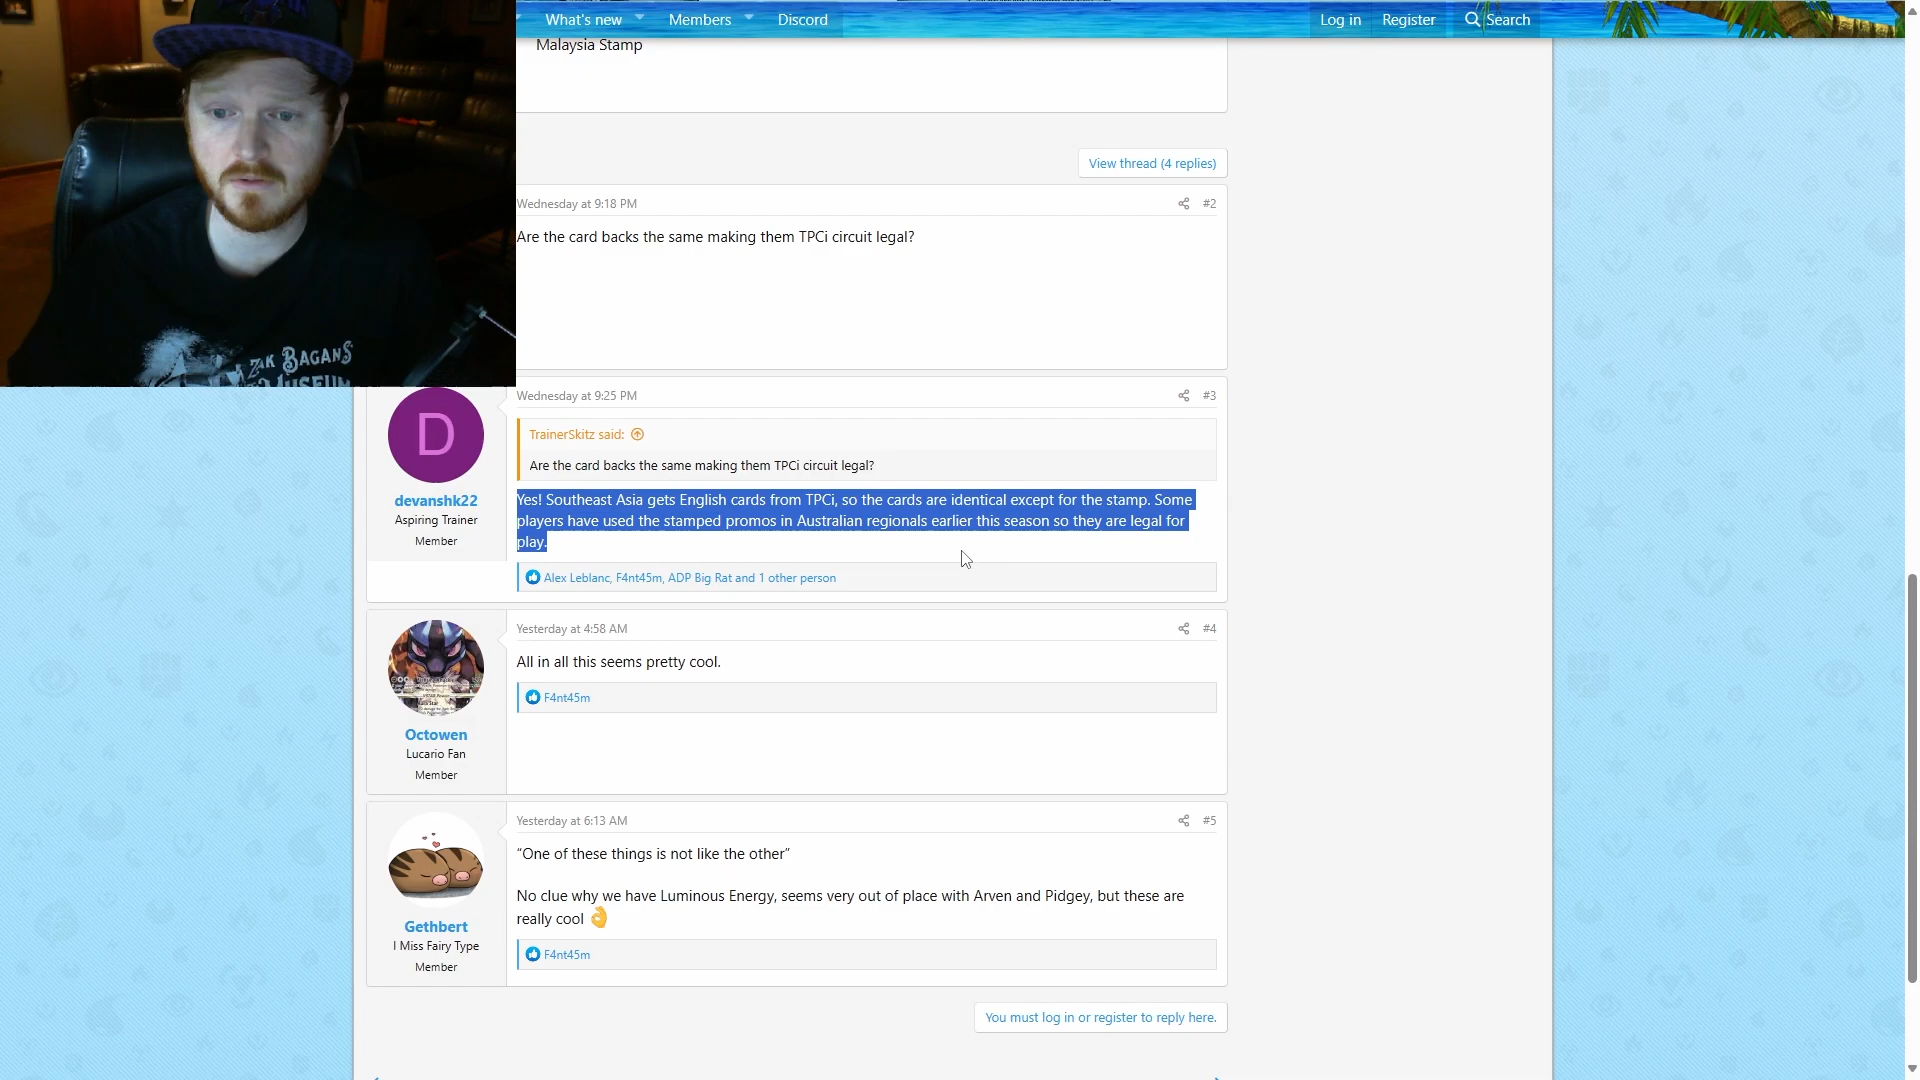 What's new
Members
Discord
Log in
Register
Search
Malaysia Stamp
View thread (4 replies)
Wednesday at 9:18 PM
#2
Are the card backs the same making them TPCi circuit legal?
ZAK BAGANS
MUSEUM
Wednesday at 9:25 PM
#3
D
devanshk22
Aspiring Trainer
Member
TrainerSkitz said:
Are the card backs the same making them TPCi circuit legal?
Yes! Southeast Asia gets English cards from TPCi, so the cards are identical except for the stamp. Some
players have used the stamped promos in Australian regionals earlier this season so they are legal for
play.
Alex Leblanc, F4nt45m, ADP Big Rat and 1 other person
Yesterday at 4:58 AM
#4
Octowen
Lucario Fan
Member
All in all this seems pretty cool.
F4nt45m
Yesterday at 6:13 AM
#5
Gethbert
I Miss Fairy Type
Member
“One of these things is not like the other”
No clue why we have Luminous Energy, seems very out of place with Arven and Pidgey, but these are
really cool 👌
F4nt45m
You must log in or register to reply here.